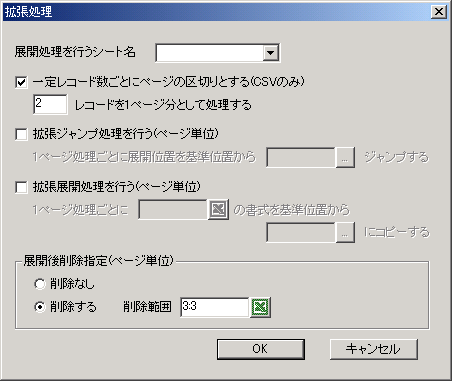 拡張処理
展開処理を行うシート名
一定レコード数ごとにページの区切りとする(CSVのみ)
2 レコードを1ページ分として処理する
拡張ジャンプ処理を行う(ページ単位)
1ページ処理ごとに展開位置を基準位置から ... ジャンプする
拡張展開処理を行う(ページ単位)
1ページ処理ごとに の書式を基準位置から
... にコピーする
展開後削除指定(ページ単位)
削除なし
削除する 削除範囲 3:3
OK キャンセル